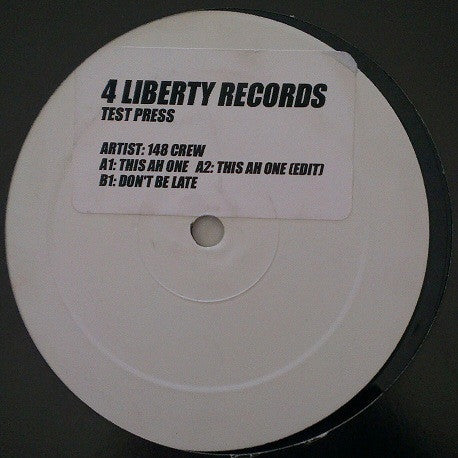 4 LIBERTY RECORDS
TEST PRESS
ARTIST: 148 CREW
A1: THIS AH ONE A2: THIS AH ONE (EDIT)
B1: DON'T BE LATE